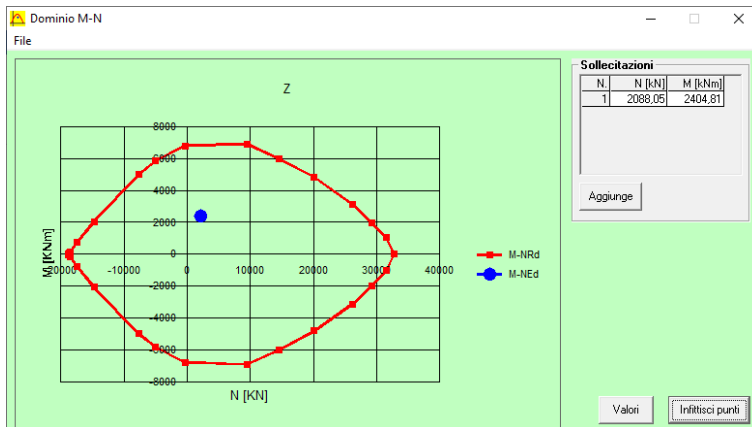 Dominio M-N
File
Z
8000
6000
4000
2000
0
-2000
-4000
-6000
-8000
20000 -10000 0 10000 20000 30000 40000
M [KNm]
N [KN]
M-NRd
M-NEd
Sollecitazioni
N. N [kN] M [kNm]
1 2088,05 2404,81
Aggiunge
Valori
Infittisci punti